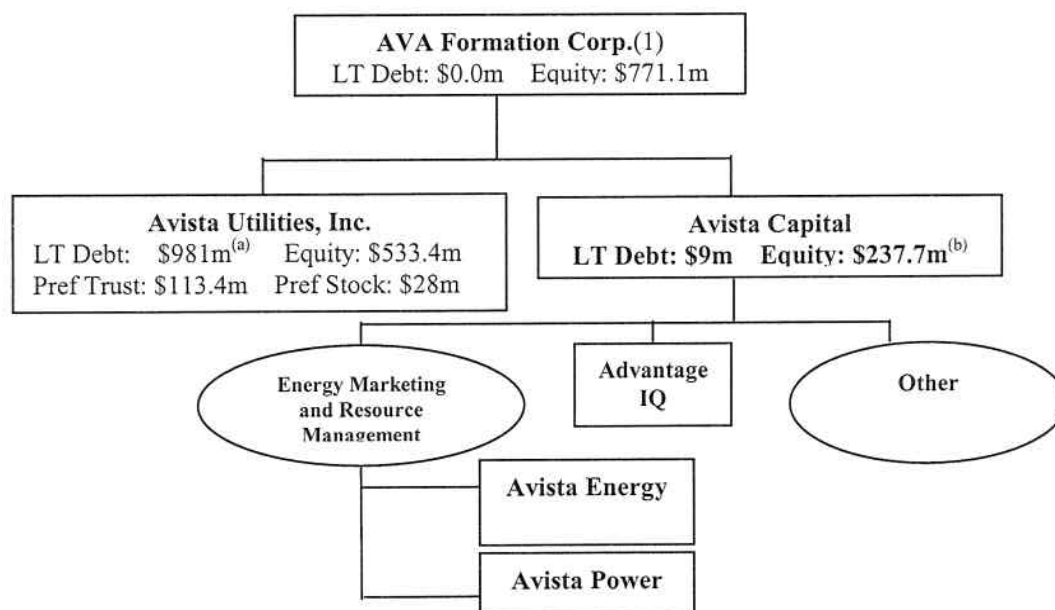 AVA Formation Corp.(1)
LT Debt: $0.0m Equity: $771.1m
Avista Utilities, Inc.
LT Debt: $981m(a) Equity: $533.4m
Pref Trust: $113.4m Pref Stock: $28m
Avista Capital
LT Debt: $9m Equity: $237.7m(b)
Energy Marketing
and Resource
Management
Advantage
IQ
Other
Avista Energy
Avista Power